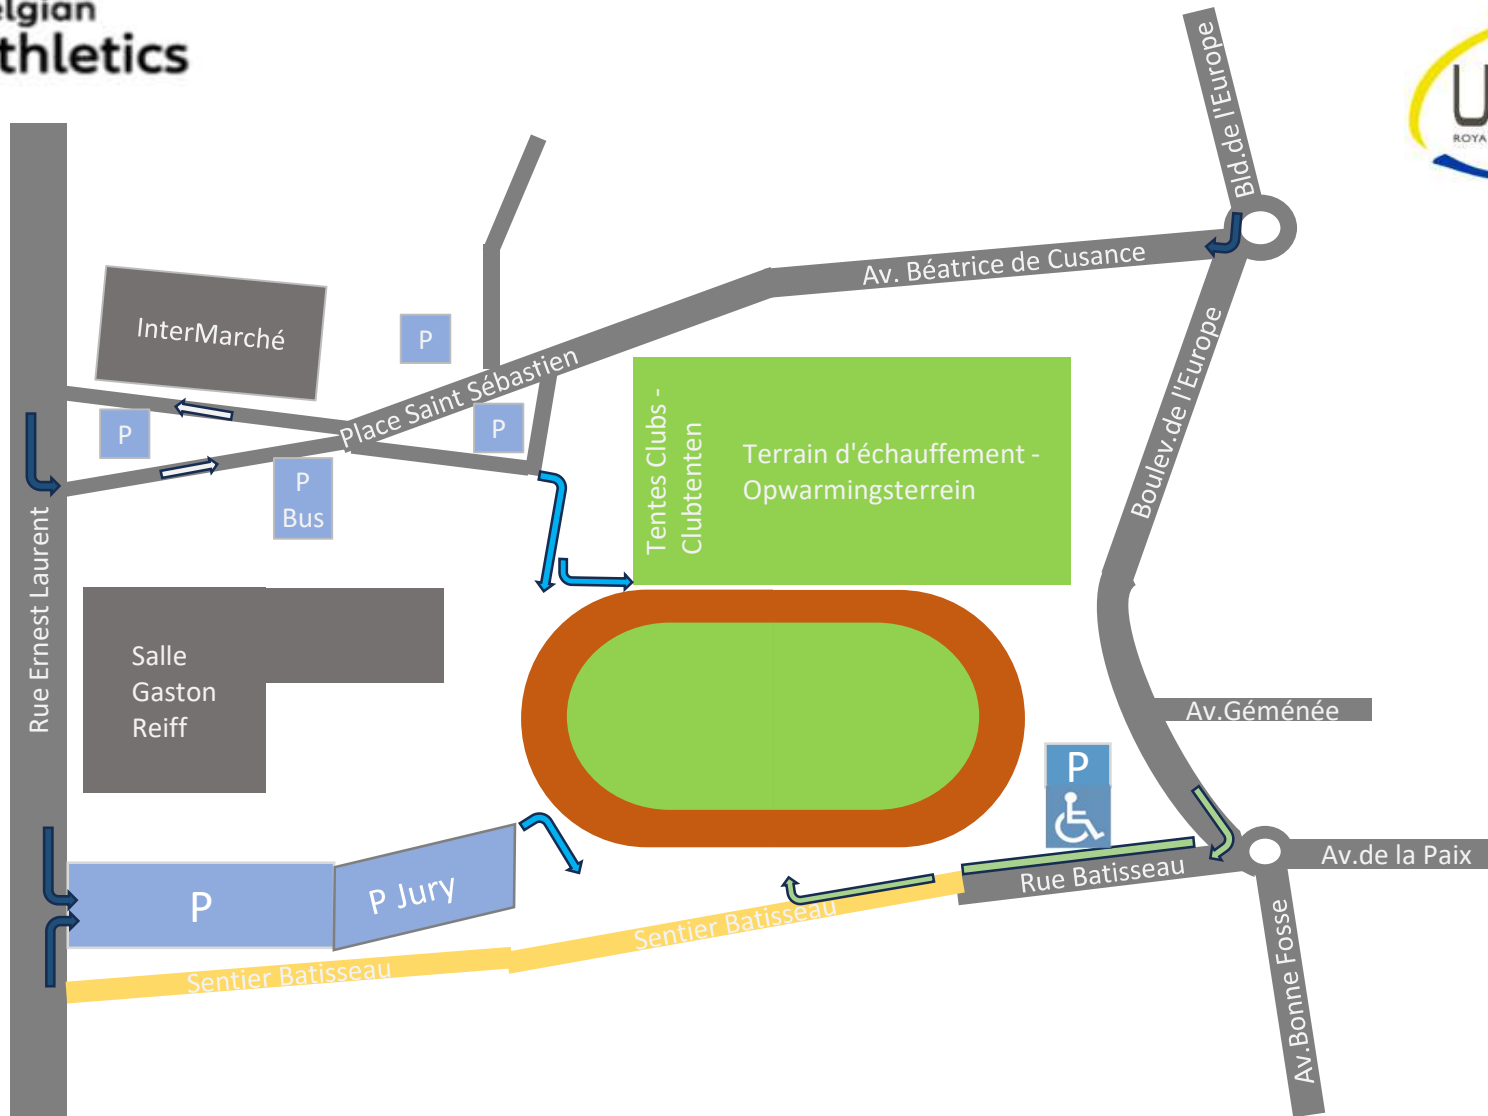 thletics
Bld.de l'Europe
ROYA
Av. Béatrice de Cusance
InterMarché
P
Place Saint Sébastien
P
P
P
Bus
Tentes Clubs -
Clubtenten
Terrain d'échauffement -
Opwarmingsterrein
Boulev.de l'Europe
Rue Ernest Laurent
Salle
Gaston
Reiff
Av.Géménée
P
Av.de la Paix
Rue Batisseau
P
P Jury
Sentier Batisseau
Sentier Batisseau
Av.Bonne Fosse